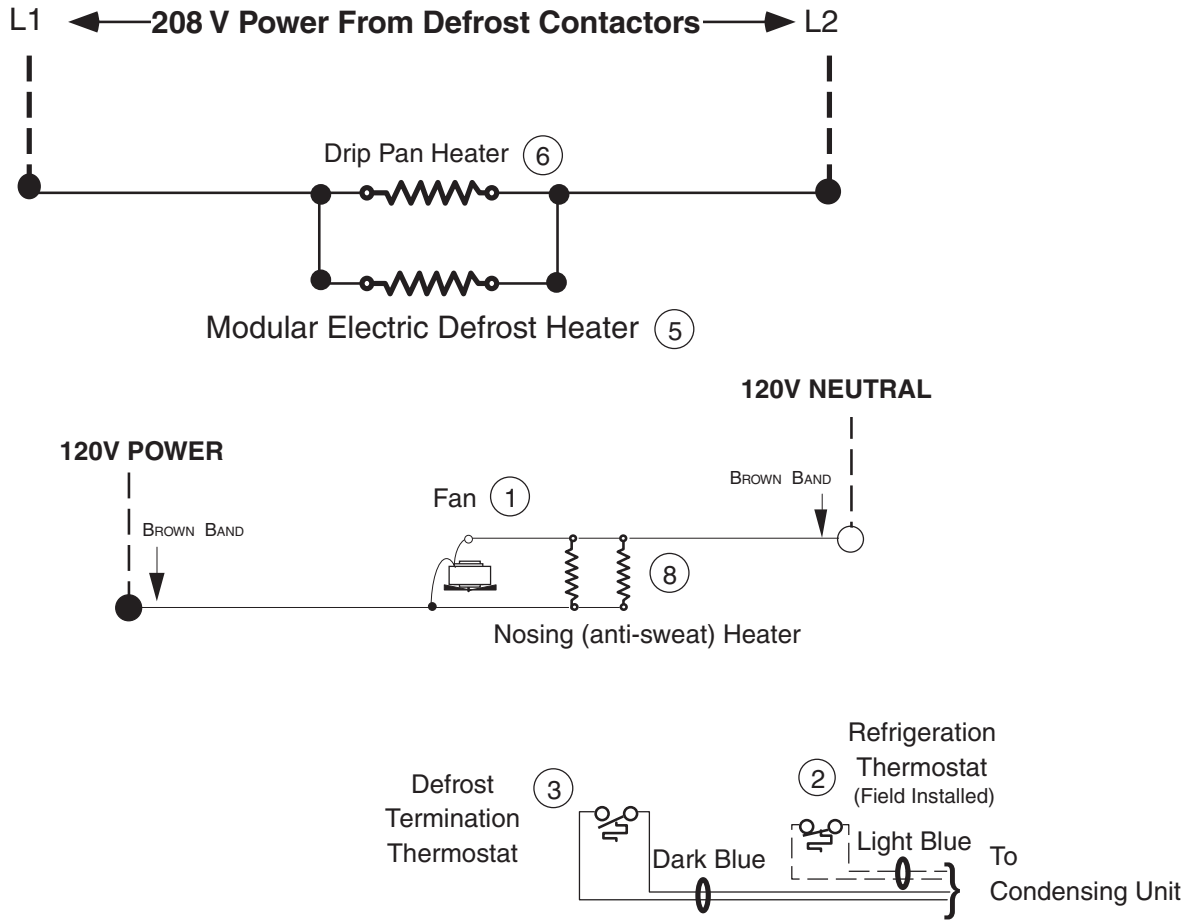 L1 208 V Power From Defrost Contactors L2
Drip Pan Heater 6
Modular Electric Defrost Heater 5
120V NEUTRAL
120V POWER
BROWN BAND
Fan 1
BROWN BAND
8
Nosing (anti-sweat) Heater
Defrost
Termination
Thermostat
3
Dark Blue
2
Refrigeration
Thermostat
(Field Installed)
Light Blue
To
Condensing Unit